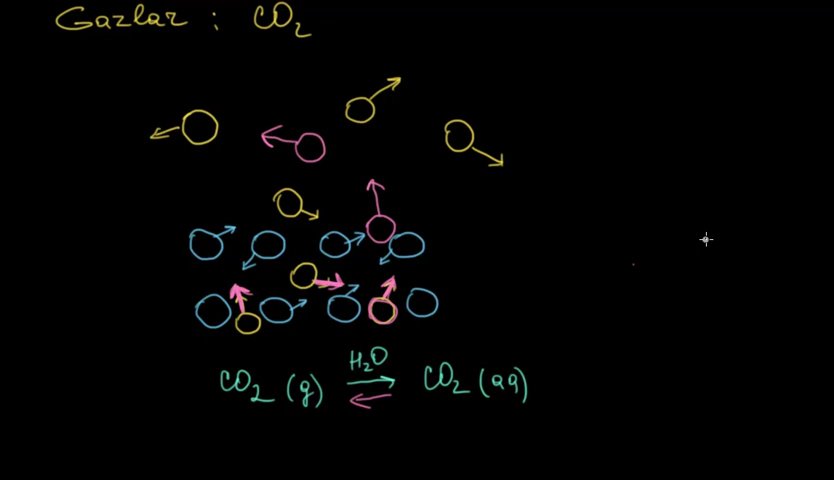 Gazlar : CO₂
H₂O
CO₂ (g) ⇌ CO₂ (aq)